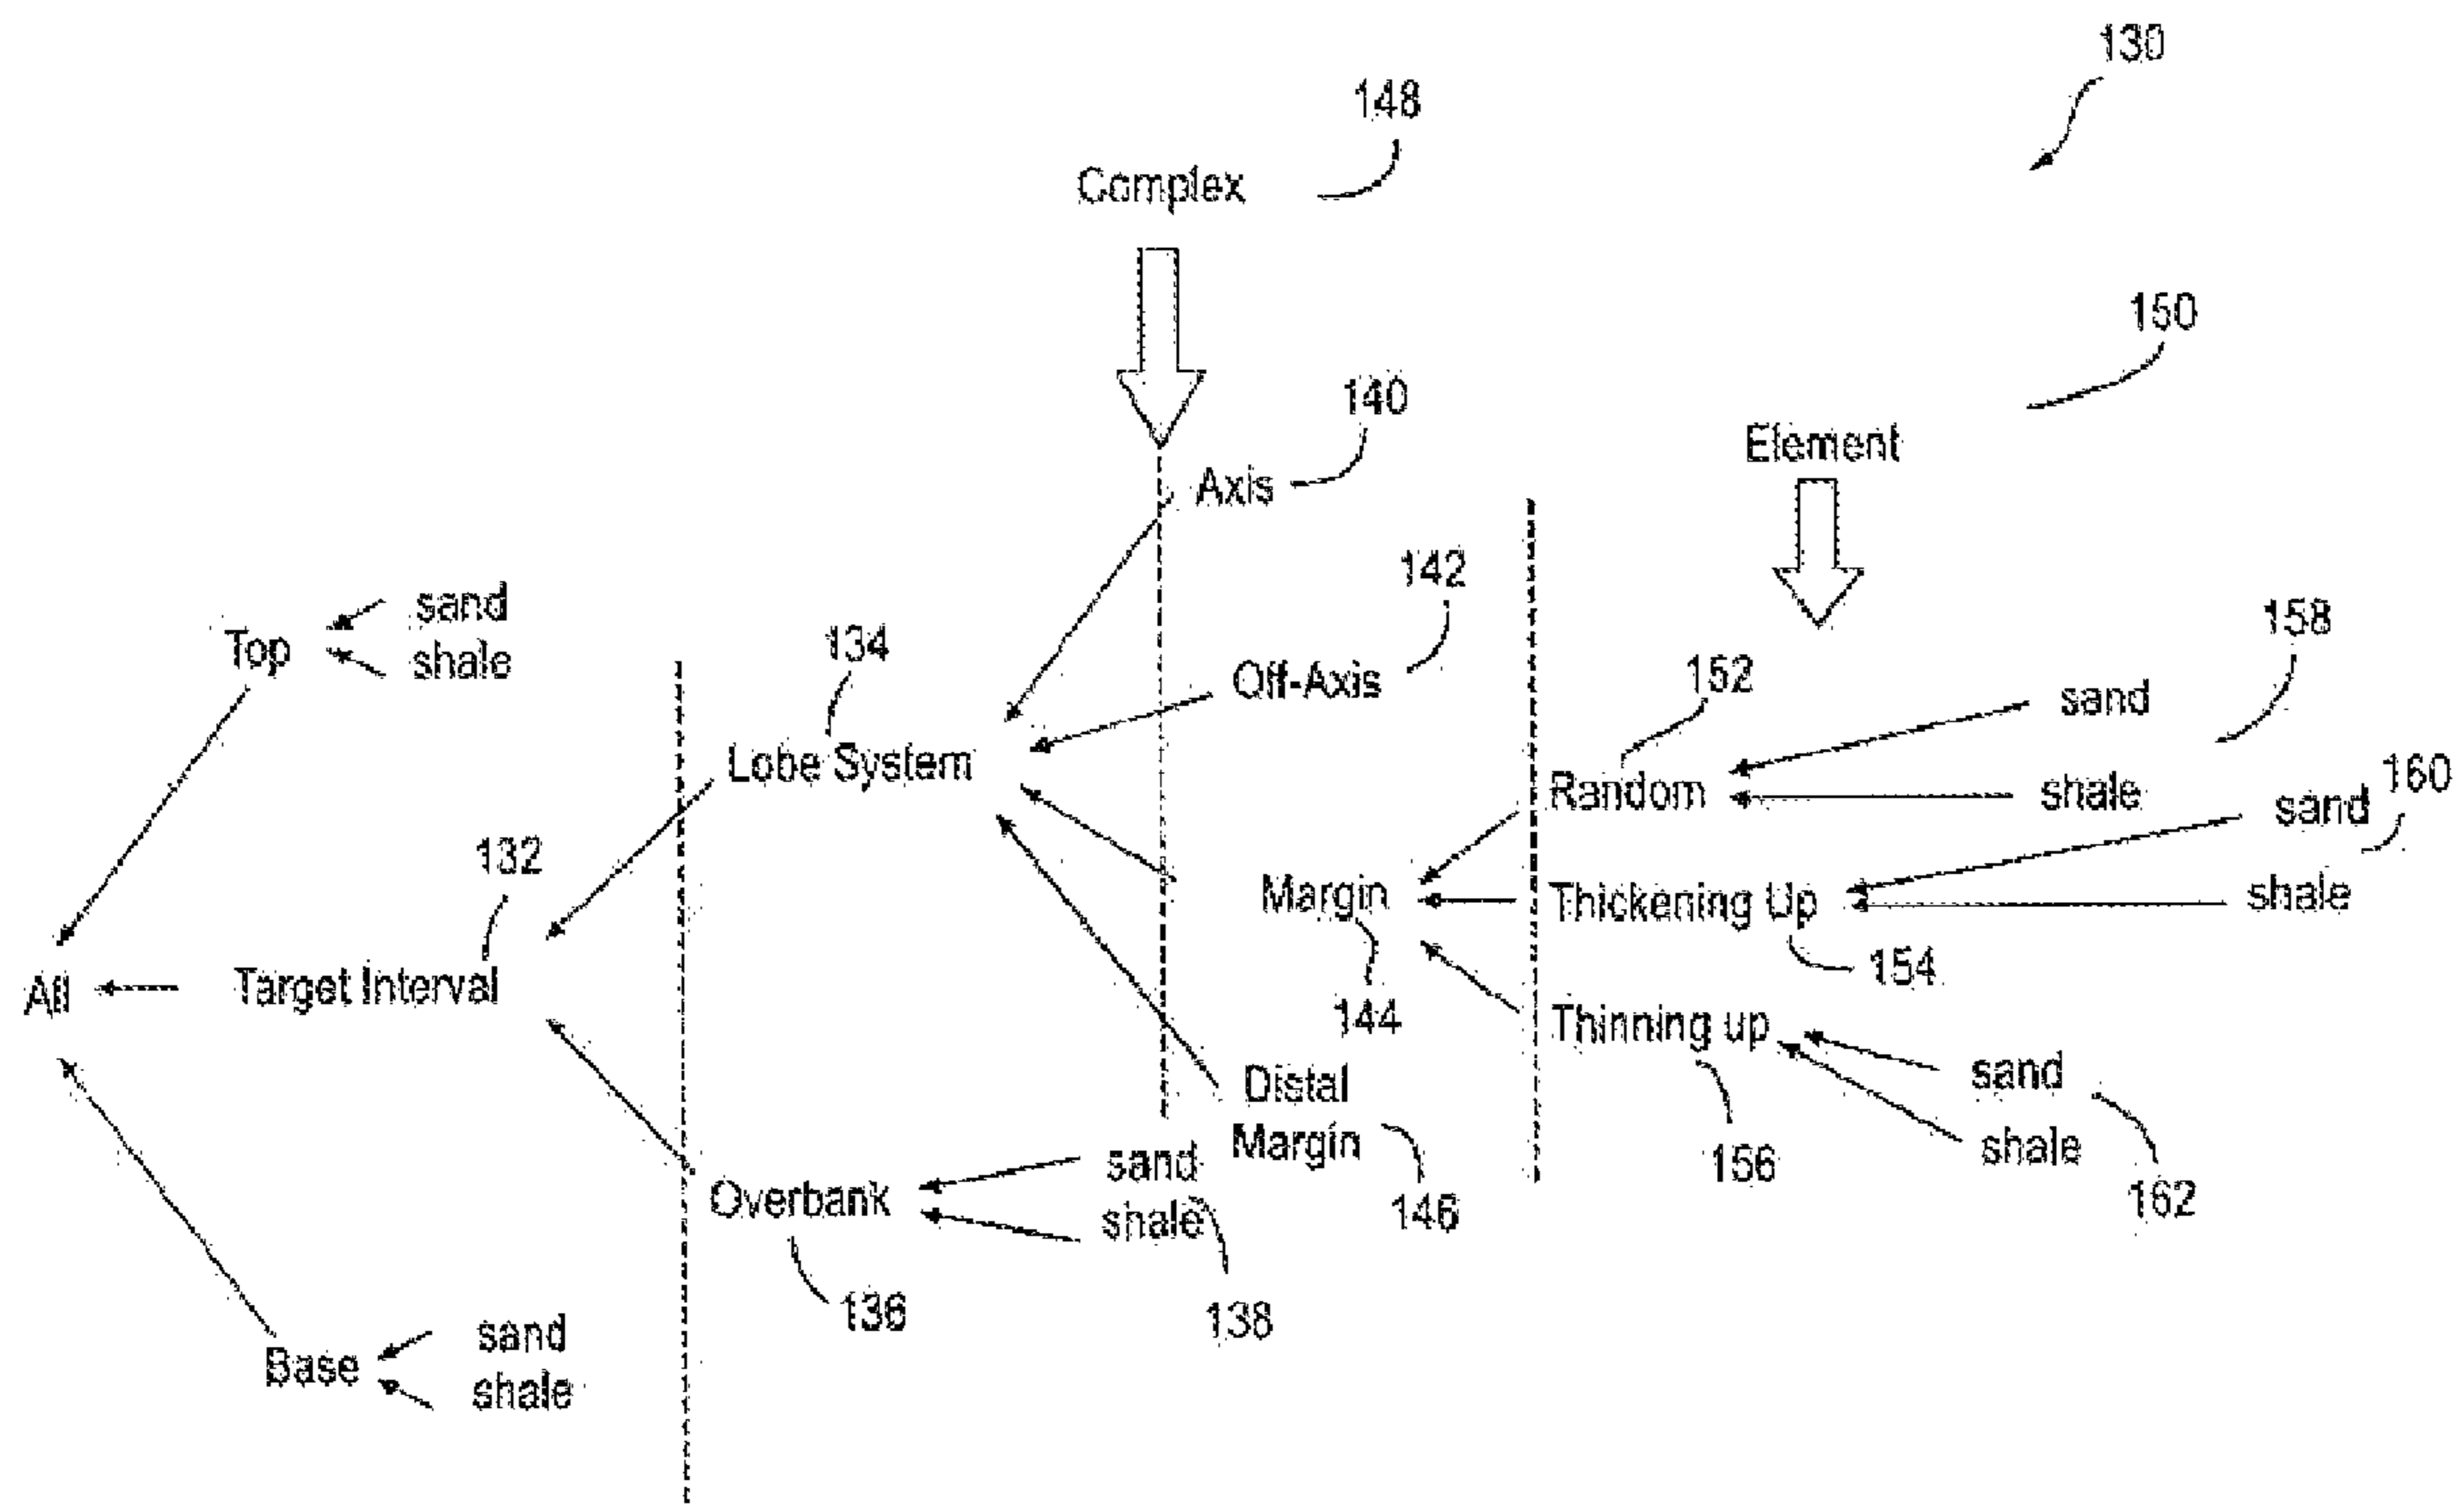 130
148
Complex
150
140
Element
Axis
142
158
sand
134
Top
shale
152
Off-Axis
sand
Lobe System
160
Random
shale
sand
132
Margin
Thickening Up
shale
154
All
Target Interval
144
Thinning up
Distal
sand
Margin
sand
shale
156
Overbank
shale
146
162
136
138
sand
Base
shale